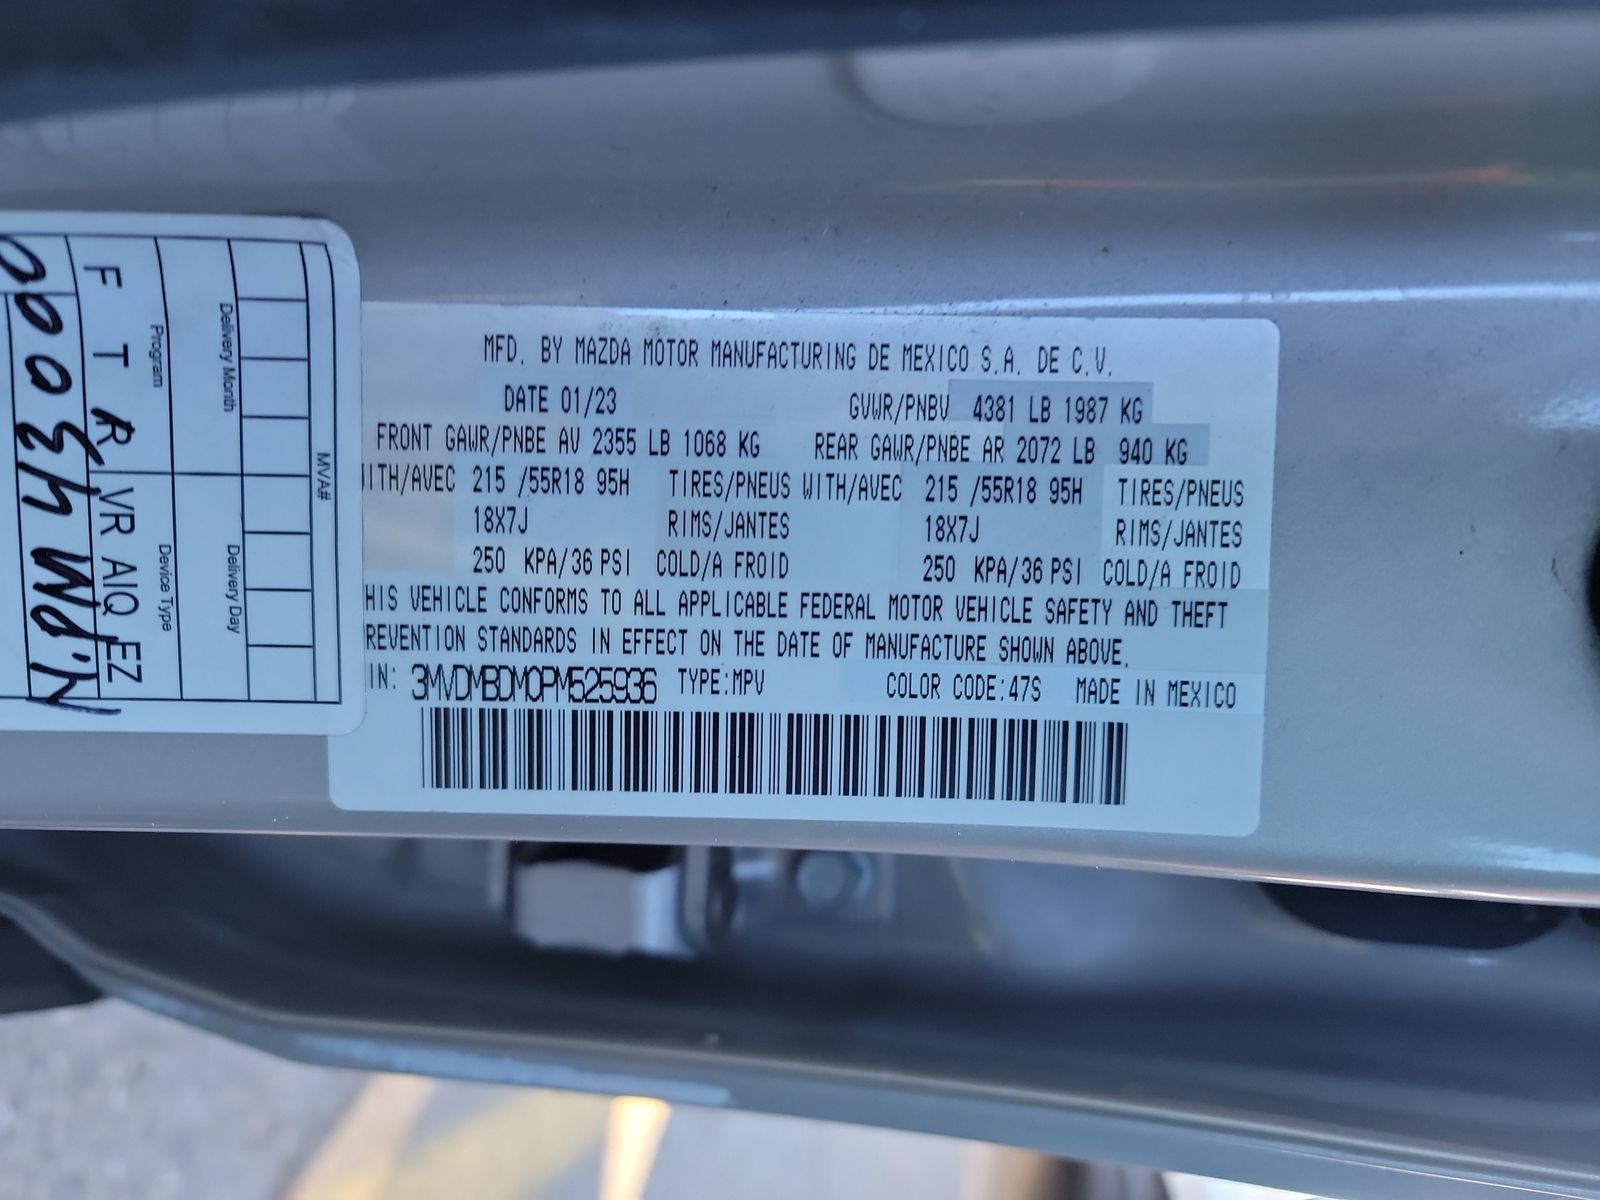 MFD. BY MAZDA MOTOR MANUFACTURING DE MEXICO S.A. DE C.V.
DATE 01/23 GVWR/PNBV 4381 LB 1987 KG
FRONT GAWR/PNBE AV 2355 LB 1068 KG REAR GAWR/PNBE AR 2072 LB 940 KG
ITH/AVEC 215 /55R18 95H TIRES/PNEUS WITH/AVEC 215 /55R18 95H TIRES/PNEUS
18X7J RIMS/JANTES 18X7J RIMS/JANTES
250 KPA/36 PSI COLD/A FROID 250 KPA/36 PSI COLD/A FROID
HIS VEHICLE CONFORMS TO ALL APPLICABLE FEDERAL MOTOR VEHICLE SAFETY AND THEFT
REVENTION STANDARDS IN EFFECT ON THE DATE OF MANUFACTURE SHOWN ABOVE.
IN: 3MVDMBDM0PM525936 TYPE:MPV COLOR CODE:47S MADE IN MEXICO
MVA#
Delivery Month Delivery Day
Program Device Type
F T R VR AIQ EZ